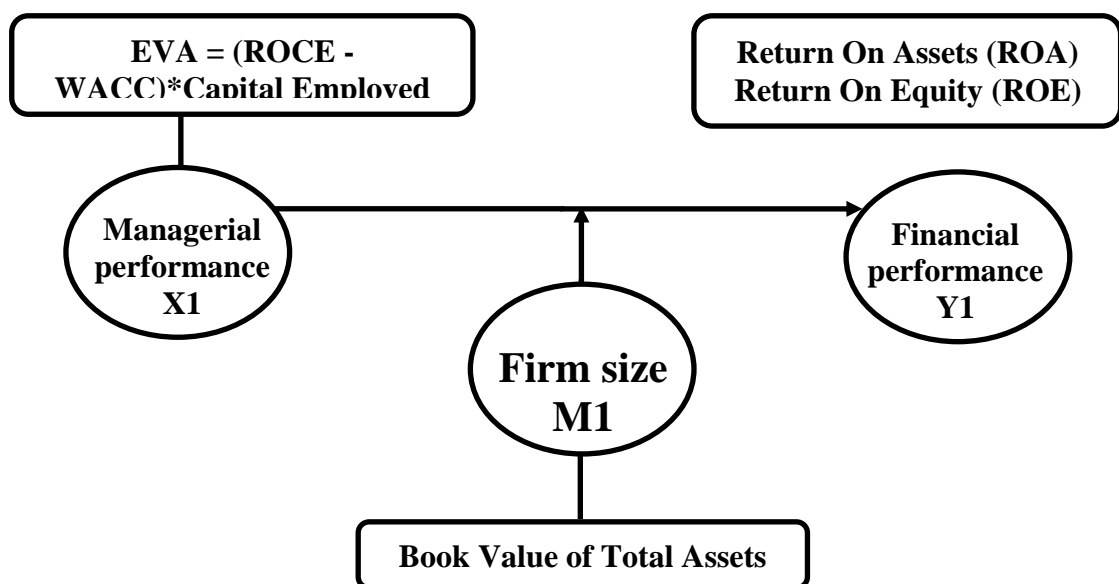 EVA = (ROCE -
WACC)*Capital Employed
Return On Assets (ROA)
Return On Equity (ROE)
Managerial
performance
X1
Financial
performance
Y1
Firm size
M1
Book Value of Total Assets